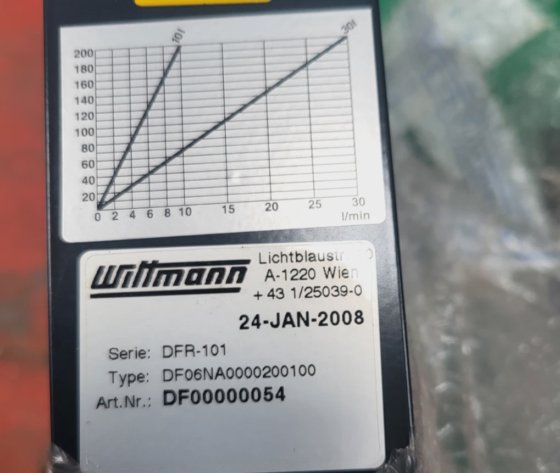 10l
30l
200
180
160
140
120
100
80
60
40
20
0 2 4 6 8 10 15 20 25 30
l/min
Wittmann
A-1220 Wien
+ 43 1/25039-0
24-JAN-2008
Serie: DFR-101
Type: DF06NA0000200100
Art.Nr.: DF00000054